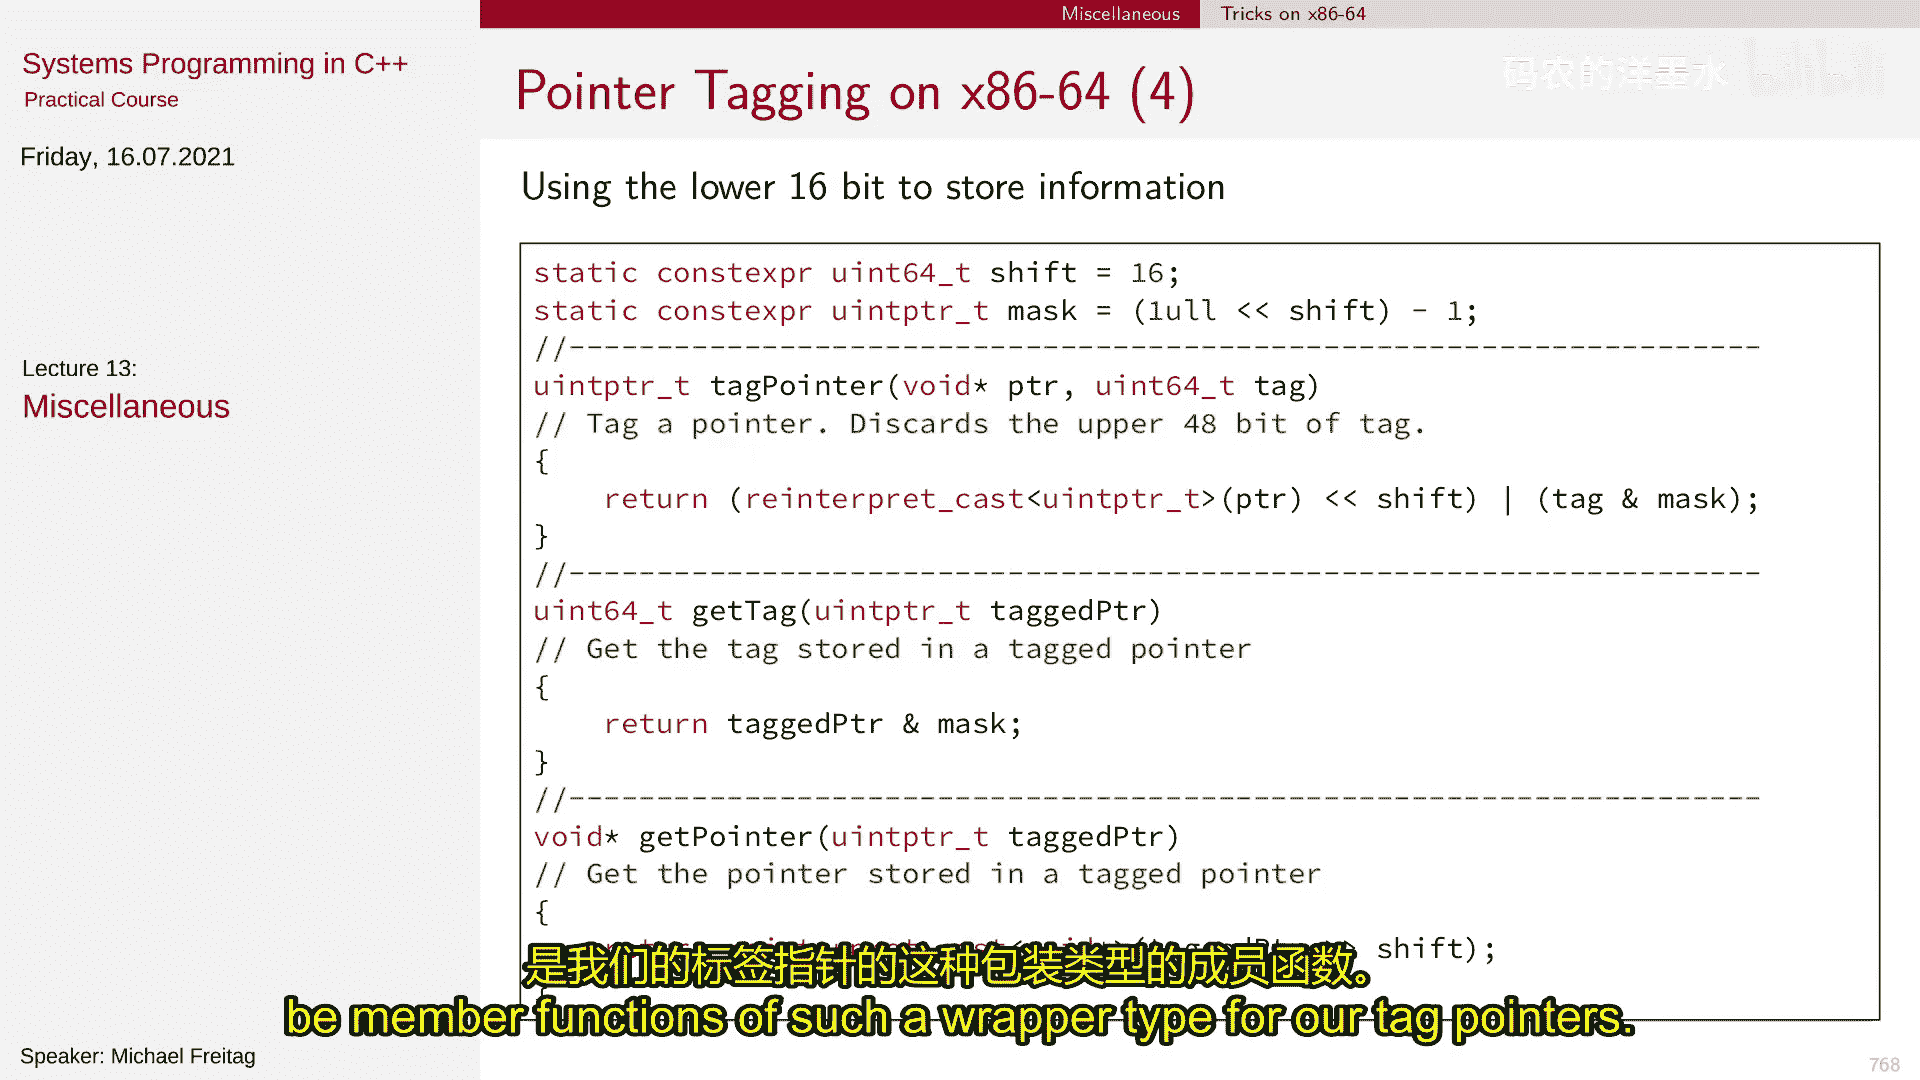 Miscellaneous
Tricks on x86-64
Systems Programming in C++
Practical Course
Friday, 16.07.2021
Lecture 13:
Miscellaneous
Speaker: Michael Freitag
Pointer Tagging on x86-64 (4)
码农的洋墨水
Using the lower 16 bit to store information
static constexpr uint64_t shift = 16;
static constexpr uintptr_t mask = (1ull << shift) - 1;
//--------------------------------------------------------------------
uintptr_t tagPointer(void* ptr, uint64_t tag)
// Tag a pointer. Discards the upper 48 bit of tag.
{
return (reinterpret_cast<uintptr_t>(ptr) << shift) | (tag & mask);
}
//--------------------------------------------------------------------
uint64_t getTag(uintptr_t taggedPtr)
// Get the tag stored in a tagged pointer
{
return taggedPtr & mask;
}
//--------------------------------------------------------------------
void* getPointer(uintptr_t taggedPtr)
// Get the pointer stored in a tagged pointer
{
shift);
是我们的标签指针的这种包装类型的成员函数。
be member functions of such a wrapper type for our tag pointers.
768